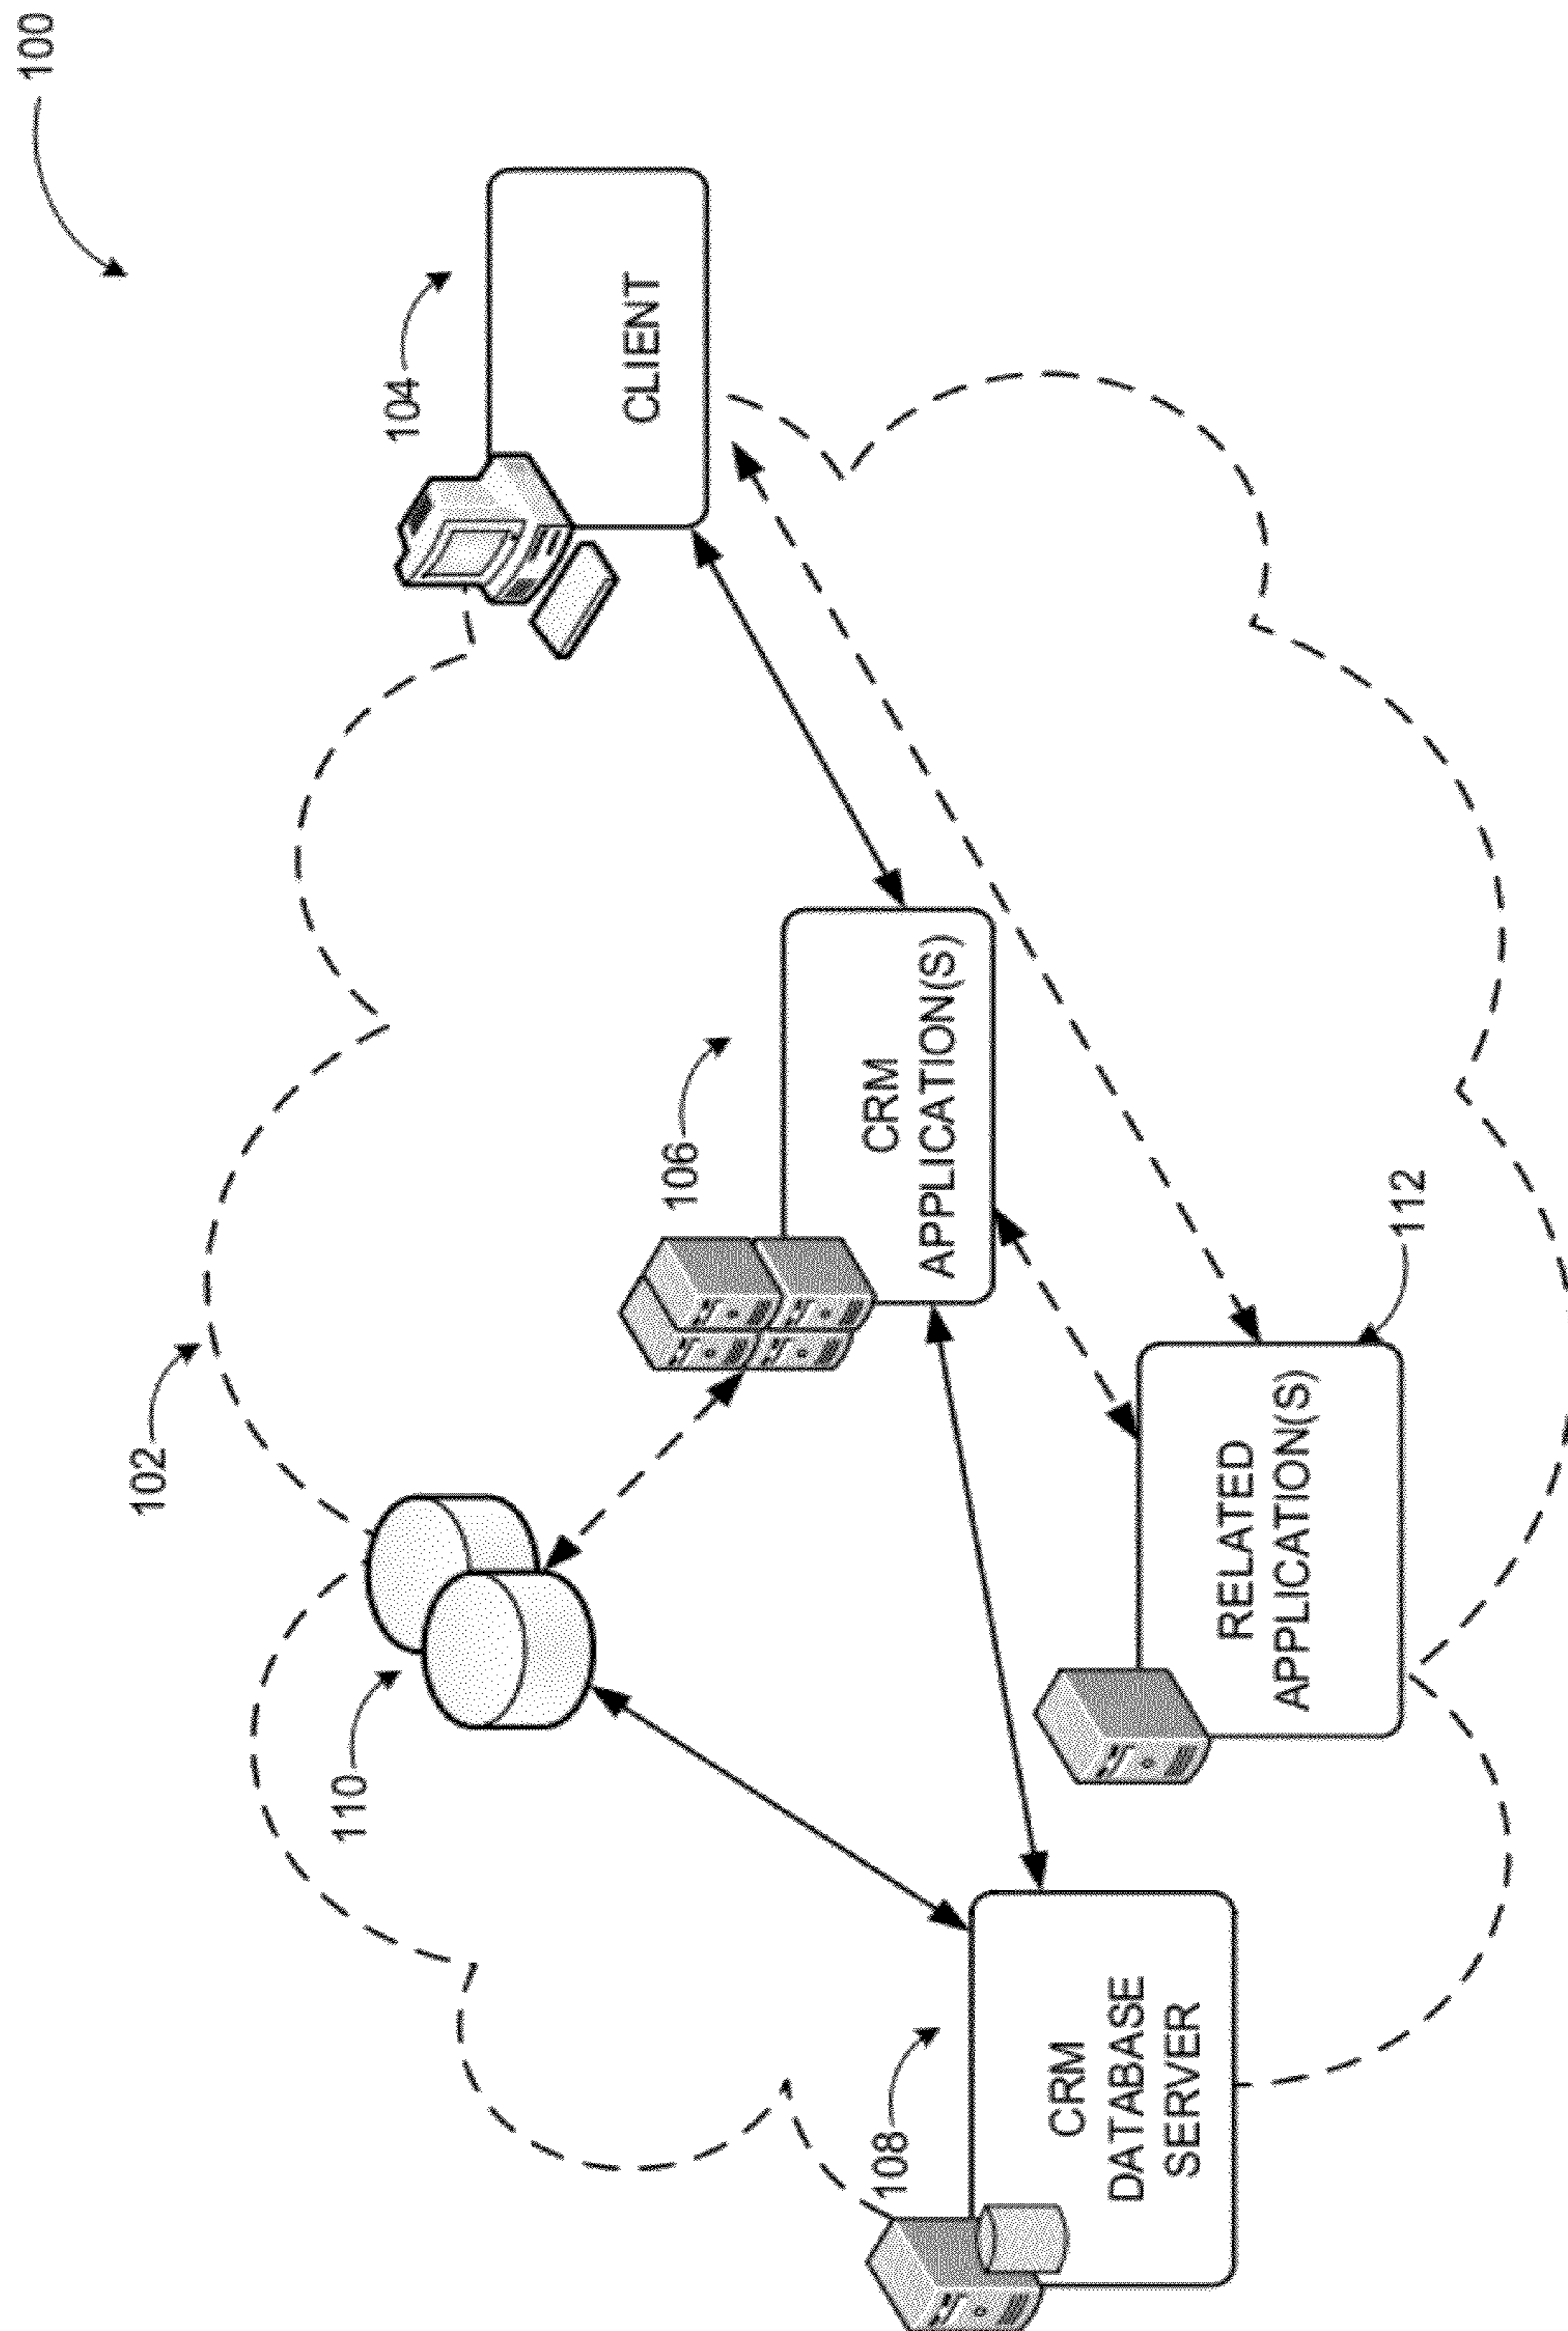 100
104
CLIENT
102
106
CRM
APPLICATION(S)
110
112
RELATED
APPLICATION(S)
108
CRM
DATABASE
SERVER